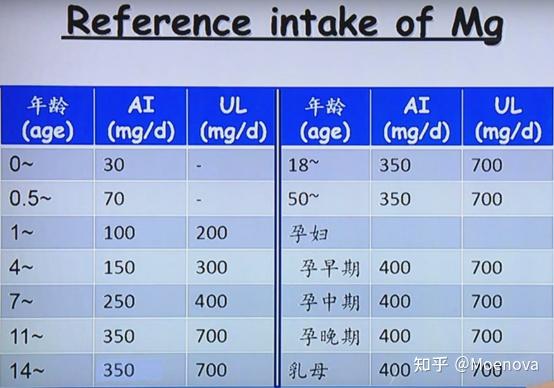 Reference intake of Mg
年龄 (age) AI (mg/d) UL (mg/d) 年龄 (age) AI (mg/d) UL (mg/d)
0~ 30 - 18~ 350 700
0.5~ 70 - 50~ 350 700
1~ 100 200 孕妇
4~ 150 300 孕早期 400 700
7~ 250 400 孕中期 400 700
11~ 350 700 孕晚期 400 700
14~ 350 700 乳母 400 700
知乎 @Moenova